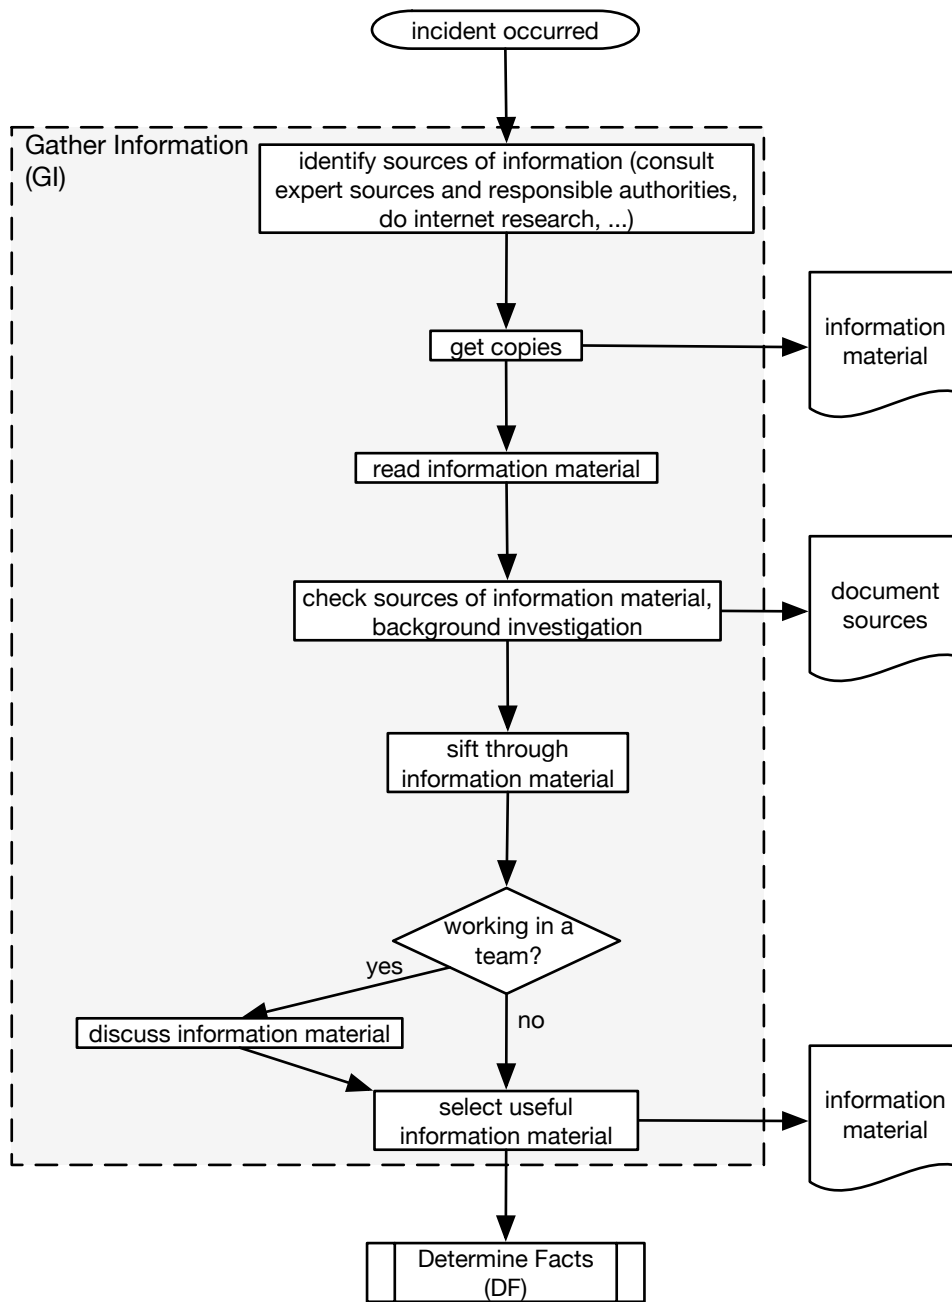 incident occurred
Gather Information
(GI)
identify sources of information (consult
expert sources and responsible authorities,
do internet research, ...)
get copies
information
material
read information material
check sources of information material,
background investigation
document
sources
sift through
information material
working in a
team?
yes
no
discuss information material
select useful
information material
information
material
Determine Facts
(DF)